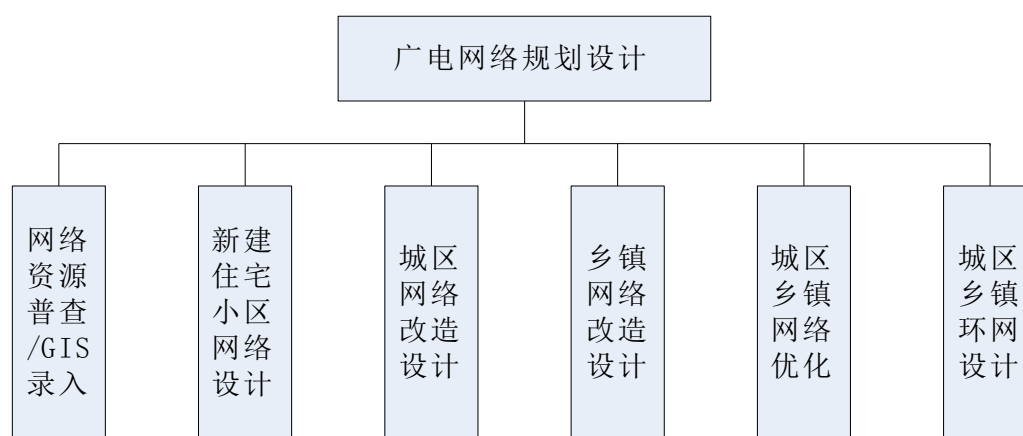 广电网络规划设计
网络
资源
普查
/GIS
录入
新建
住宅
小区
网络
设计
城区
网络
改造
设计
乡镇
网络
改造
设计
城区
乡镇
网络
优化
城区
乡镇
环网
设计